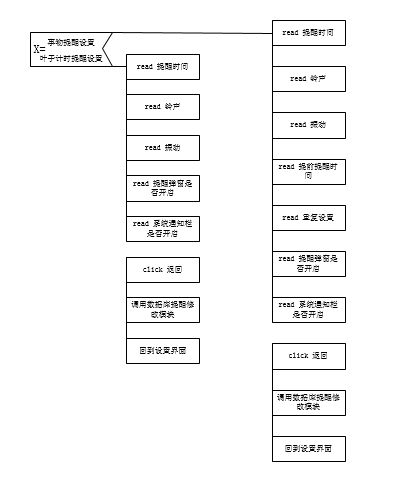 X=
事物提醒设置
叶子计时提醒设置
read 提醒时间
read 铃声
read 振动
read 提醒弹窗是
否开启
read 系统通知栏
是否开启
click 返回
调用数据库提醒修
改模块
回到设置界面
read 提醒时间
read 铃声
read 振动
read 提前提醒时
间
read 重复设置
read 提醒弹窗是
否开启
read 系统通知栏
是否开启
click 返回
调用数据库提醒修
改模块
回到设置界面